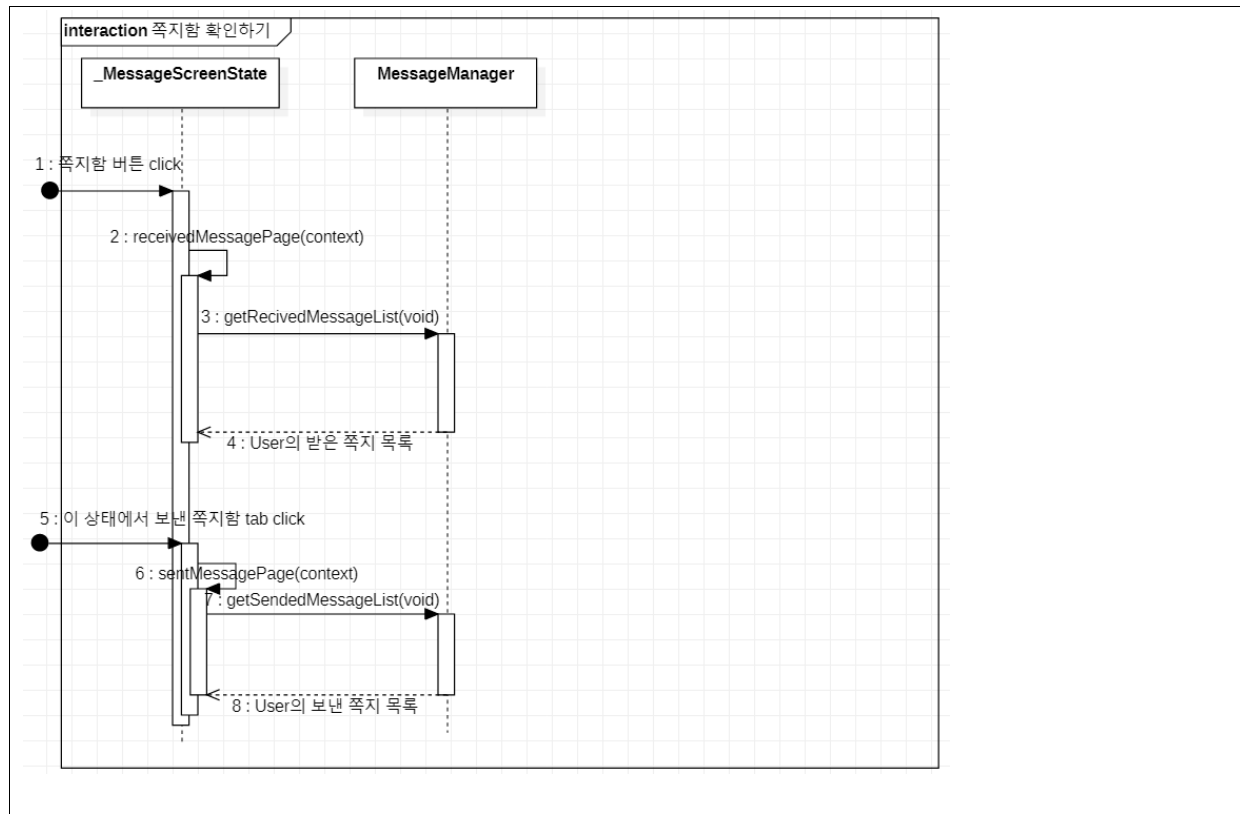 interaction 쪽지함 확인하기
_MessageScreenState
MessageManager
1 : 쪽지함 버튼 click
2 : receivedMessagePage(context)
3 : getRecivedMessageList(void)
4 : User의 받은 쪽지 목록
5 : 이 상태에서 보낸 쪽지함 tab click
6 : sentMessagePage(context)
7 : getSendedMessageList(void)
8 : User의 보낸 쪽지 목록